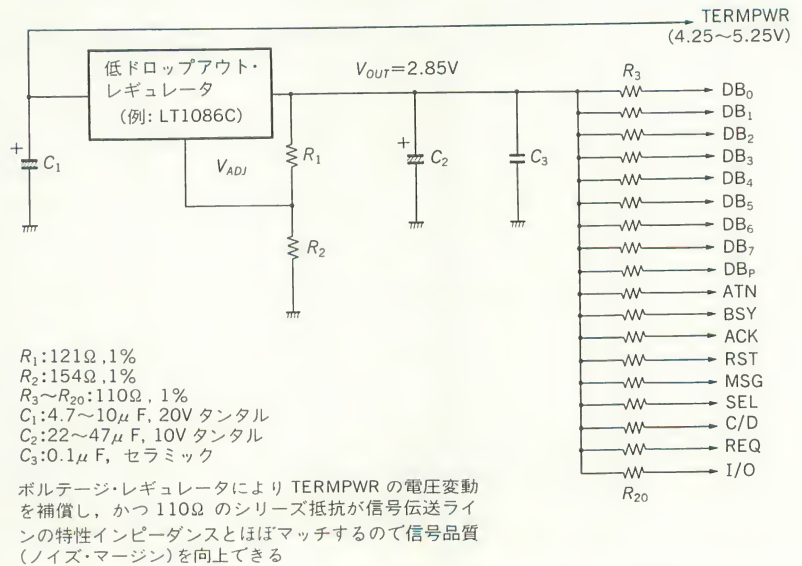 TERMPWR
(4.25～5.25V)
低ドロップアウト・
レギュレータ
(例: LT1086C)
V_OUT=2.85V
V_ADJ
C₁
R₁
R₂
C₂
C₃
R₃
DB₀
DB₁
DB₂
DB₃
DB₄
DB₅
DB₆
DB₇
DB_P
ATN
BSY
ACK
RST
MSG
SEL
C/D
REQ
I/O
R₂₀
R₁:121Ω,1%
R₂:154Ω,1%
R₃～R₂₀:110Ω, 1%
C₁:4.7～10μF, 20Vタンタル
C₂:22～47μF, 10Vタンタル
C₃:0.1μF, セラミック
ボルテージ・レギュレータによりTERMPWRの電圧変動
を補償し，かつ110Ωのシリーズ抵抗が信号伝送ライ
ンの特性インピーダンスとほぼマッチするので信号品質
(ノイズ・マージン)を向上できる